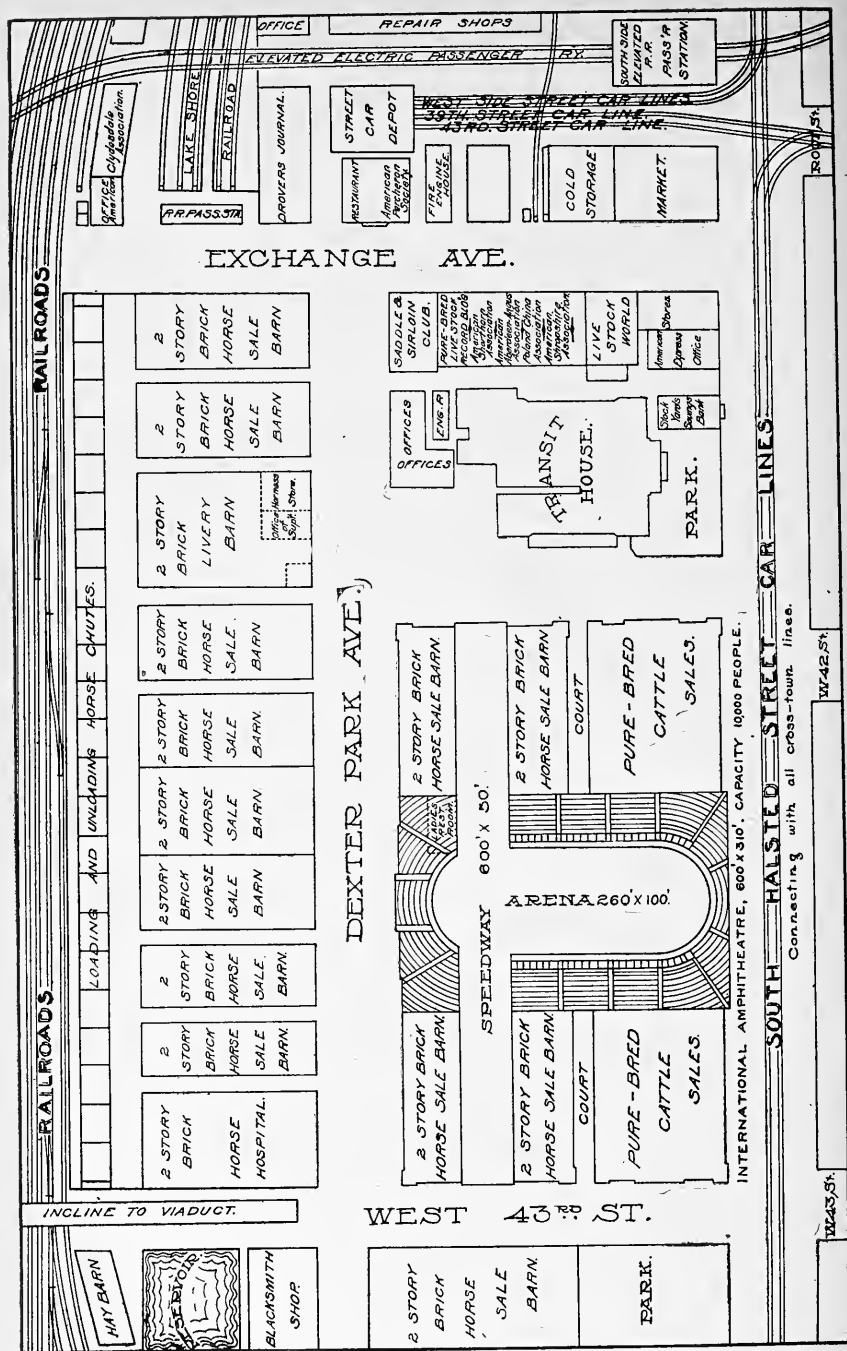 OFFICE
REPAIR SHOPS
ELEVATED ELECTRIC PASSENGER RY.
SOUTH SIDE
ELEVATED
R.R.
PASS'R
STATION.
OFFICE
American Clydesdale
Association.
LAKE SHORE
RAILROAD
R.R. PASS. STA.
DROVERS JOURNAL.
STREET
CAR
DEPOT
WEST SIDE STREET CAR LINES.
39TH. STREET CAR LINE.
43RD. STREET CAR LINE.
RESTAURANT
American
Percheron
Society.
FIRE
ENGINE
HOUSE.
COLD
STORAGE
MARKET.
ROOT St.
EXCHANGE AVE.
RAILROADS
RAILROADS
LOADING AND UNLOADING HORSE CHUTES.
2
STORY
BRICK
HORSE
SALE
BARN
2
STORY
BRICK
HORSE
SALE
BARN
2 STORY
BRICK
LIVERY
BARN
Office
of
Supt.
Harness
Store.
2 STORY
BRICK
HORSE
SALE.
BARN
2 STORY
BRICK
HORSE
SALE
BARN.
2 STORY
BRICK
HORSE
SALE
BARN.
2 STORY
BRICK
HORSE
SALE
BARN
2
STORY
BRICK
HORSE
SALE.
BARN.
2
STORY
BRICK
HORSE
SALE
BARN.
2 STORY
BRICK
HORSE
HOSPITAL.
DEXTER PARK AVE.
SADDLE &
SIRLOIN
CLUB.
PURE-BRED
LIVE STOCK
RECORD BLDG
American
Shorthorn
Association
American
Aberdeen-Angus
Association
Poland China
Association
American
Shropshire
Association
LIVE
STOCK
WORLD
Stores.
American
Express
Office
OFFICES
OFFICES
ENG. R
TRANSIT
HOUSE.
Stock
Yards
Savings
Bank
PARK.
2 STORY BRICK
HORSE SALE BARN.
SPEEDWAY 600' X 50'.
2 STORY BRICK
HORSE SALE BARN
COURT
PURE-BRED
CATTLE
SALES.
LADIES
REST
ROOM.
ARENA 260' X 100'.
2 STORY BRICK
HORSE SALE BARN.
2 STORY BRICK
HORSE SALE BARN.
COURT
PURE-BRED
CATTLE
SALES.
INTERNATIONAL AMPHITHEATRE, 600' X 310'. CAPACITY 10,000 PEOPLE.
SOUTH HALSTED STREET CAR LINES
Connecting with all cross-town lines.
W42.St.
W43.St.
INCLINE TO VIADUCT.
WEST 43RD ST.
HAY BARN
RESERVOIR.
BLACKSMITH
SHOP.
2 STORY
BRICK
HORSE
SALE
BARN.
PARK.